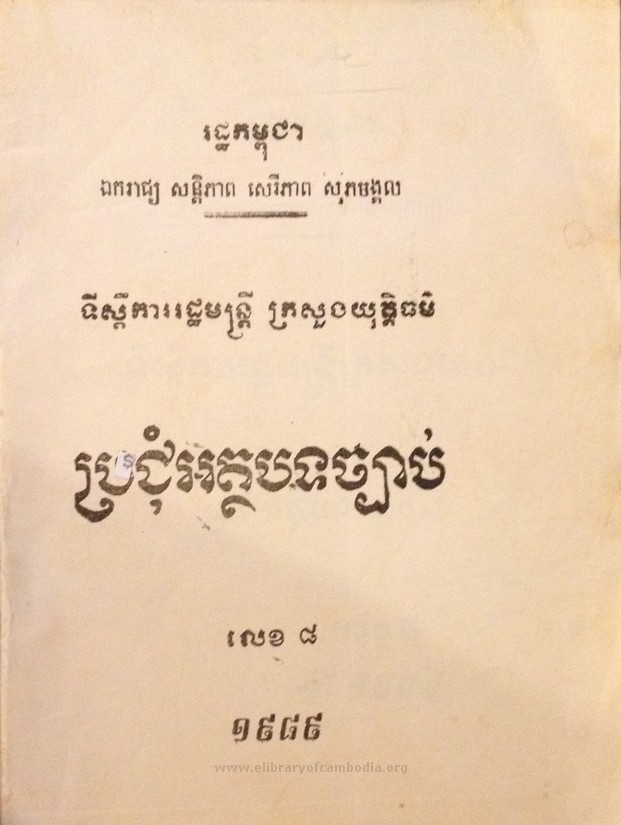 រដ្ឋកម្ពុជា
ឯករាជ្យ សន្តិភាព សេរីភាព សុភមង្គល
ទីស្ដីការរដ្ឋមន្ត្រី ក្រសួងយុត្តិធម៌
ប្រជុំអត្ថបទច្បាប់
លេខ ៨
១៩៨៩
www.elibraryofcambodia.org